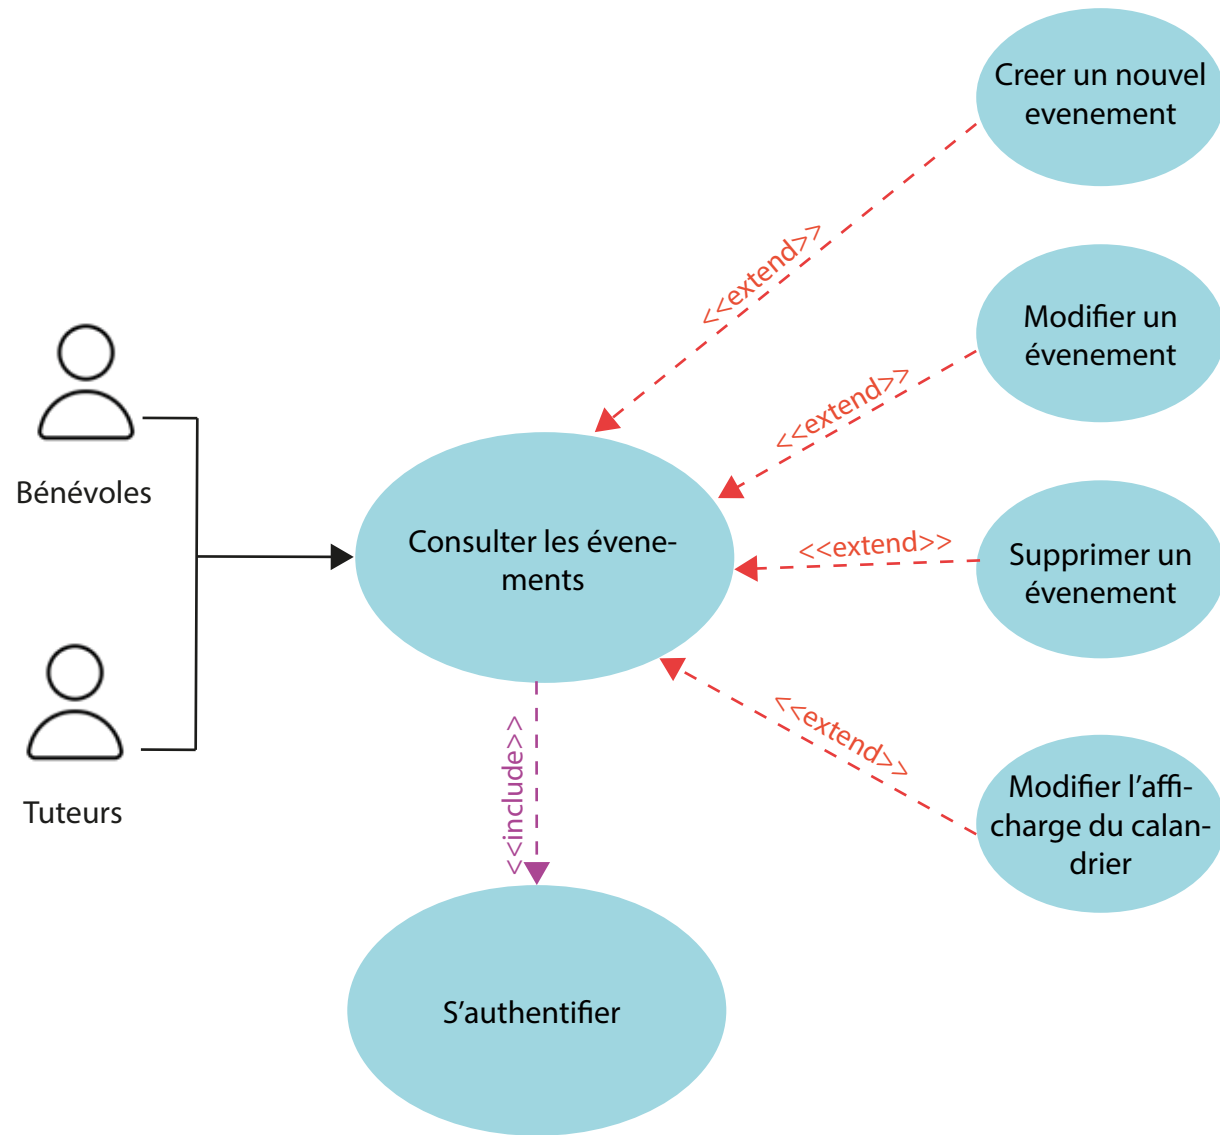 Creer un nouvel
evenement
<<extend>>
Modifier un
évenement
<<extend>>
Bénévoles
Consulter les évene-
ments
<<extend>>
Supprimer un
évenement
<<extend>>
Tuteurs
<<include>>
Modifier l'affi-
charge du calan-
drier
S'authentifier